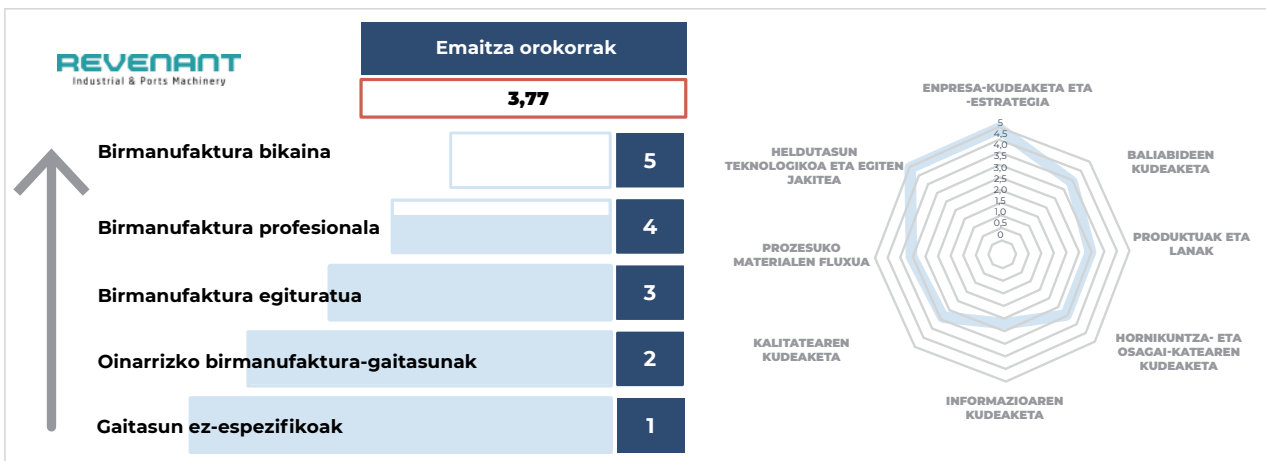 REVENANT
Industrial & Ports Machinery
Emaitza orokorrak
3,77
Birmanufaktura bikaina
5
Birmanufaktura profesionala
4
Birmanufaktura egituratua
3
Oinarrizko birmanufaktura-gaitasunak
2
Gaitasun ez-espezifikoak
1
ENPRESA-KUDEAKETA ETA
-ESTRATEGIA
BALIABIDEEN
KUDEAKETA
PRODUKTUAK ETA
LANAK
HORNIKUNTZA- ETA
OSAGAI-KATEAREN
KUDEAKETA
INFORMAZIOAREN
KUDEAKETA
KALITATEAREN
KUDEAKETA
PROZESUKO
MATERIALEN FLUXUA
HELDUTASUN
TEKNOLOGIKOA ETA EGITEN
JAKITEA
5
4,5
4,0
3,5
3,0
2,5
2,0
1,5
1,0
0,5
0